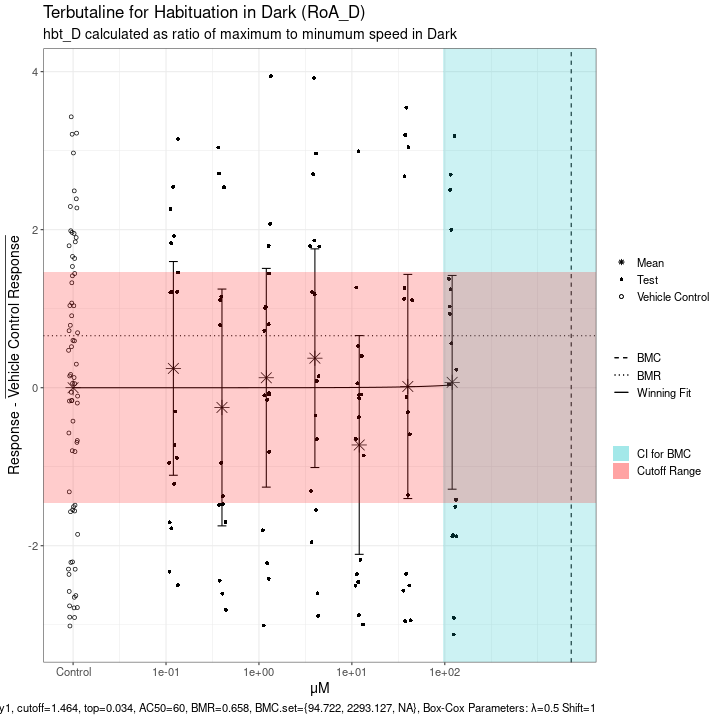 Terbutaline for Habituation in Dark (RoA_D)
hbt_D calculated as ratio of maximum to minumum speed in Dark
Response - Vehicle Control Response
4
2
0
-2
Control
1e-01
1e+00
1e+01
1e+02
µM
Mean
Test
Vehicle Control
BMC
BMR
Winning Fit
CI for BMC
Cutoff Range
y1, cutoff=1.464, top=0.034, AC50=60, BMR=0.658, BMC.set={94.722, 2293.127, NA}, Box-Cox Parameters: λ=0.5 Shift=1